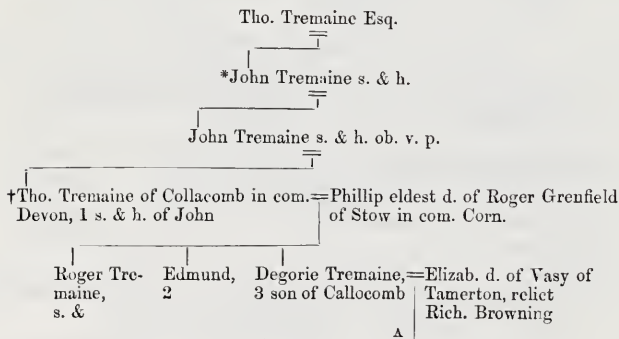 Tho. Tremaine Esq.
*John Tremaine s. & h.
John Tremaine s. & h. ob. v. p.
†Tho. Tremaine of Collacomb in com.=Phillip eldest d. of Roger Grenfield
Devon, 1 s. & h. of John
of Stow in com. Corn.
Roger Tre-
maine,
s. &
Edmund,
2
Degorie Tremaine,=Elizab. d. of Vasy of
3 son of Callocomb
Tamerton, relict
Rich. Browning
A